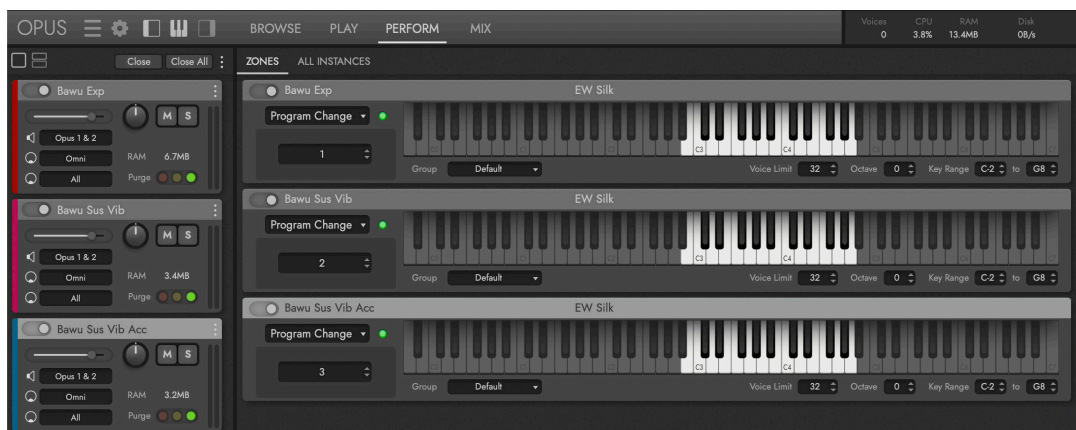 OPUS BROWSE PLAY PERFORM MIX Voices CPU RAM Disk
0 3.8% 13.4MB 0B/s
Close Close All ZONES ALL INSTANCES
Bawu Exp
M S
Opus 1 & 2
Omni RAM 6.7MB
All Purge
Bawu Sus Vib
M S
Opus 1 & 2
Omni RAM 3.4MB
All Purge
Bawu Sus Vib Acc
M S
Opus 1 & 2
Omni RAM 3.2MB
All Purge
Bawu Exp EW Silk
Program Change
1
C3 C4
Group Default Voice Limit 32 Octave 0 Key Range C-2 to G8
Bawu Sus Vib EW Silk
Program Change
2
C3 C4
Group Default Voice Limit 32 Octave 0 Key Range C-2 to G8
Bawu Sus Vib Acc EW Silk
Program Change
3
C3 C4
Group Default Voice Limit 32 Octave 0 Key Range C-2 to G8